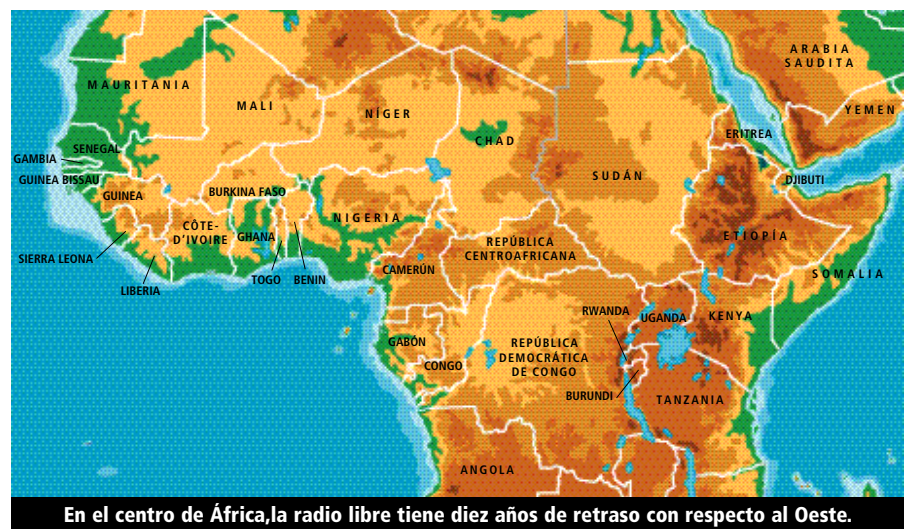 ARABIA
SAUDITA
MAURITANIA
MALI
NÍGER
YEMEN
CHAD
ERITREA
SENEGAL
GAMBIA
SUDÁN
GUINEA BISSAU
DJIBUTI
GUINEA
BURKINA FASO
NIGERIA
CÔTE-
D'IVOIRE
GHANA
ETIOPÍA
REPÚBLICA
CENTROAFRICANA
SIERRA LEONA
CAMERÚN
SOMALIA
TOGO
BENIN
LIBERIA
RWANDA
UGANDA
KENYA
GABÓN
REPÚBLICA
DEMOCRÁTICA
DE CONGO
CONGO
BURUNDI
TANZANIA
ANGOLA
En el centro de África,la radio libre tiene diez años de retraso con respecto al Oeste.